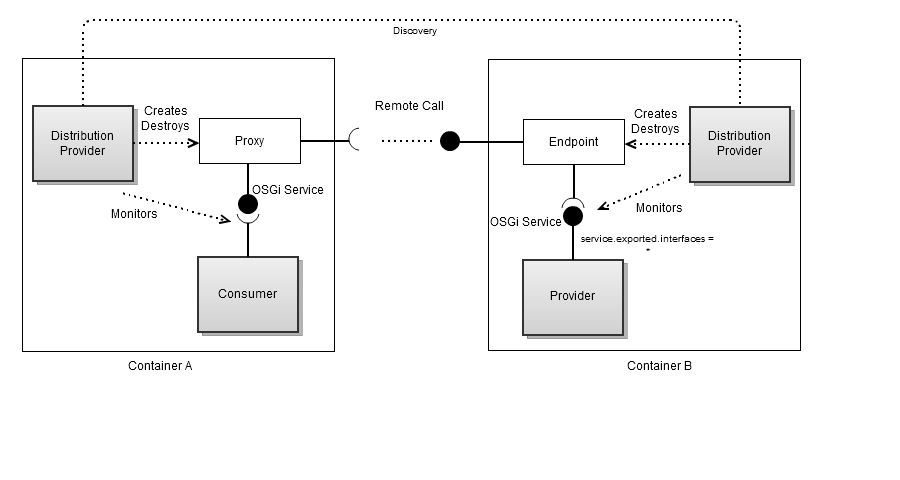 Discovery
Remote Call
Distribution
Provider
Creates
Destroys
Proxy
OSGi Service
Monitors
Consumer
Container A
Endpoint
Creates
Destroys
Distribution
Provider
Monitors
OSGi Service
service.exported.interfaces =
*
Provider
Container B